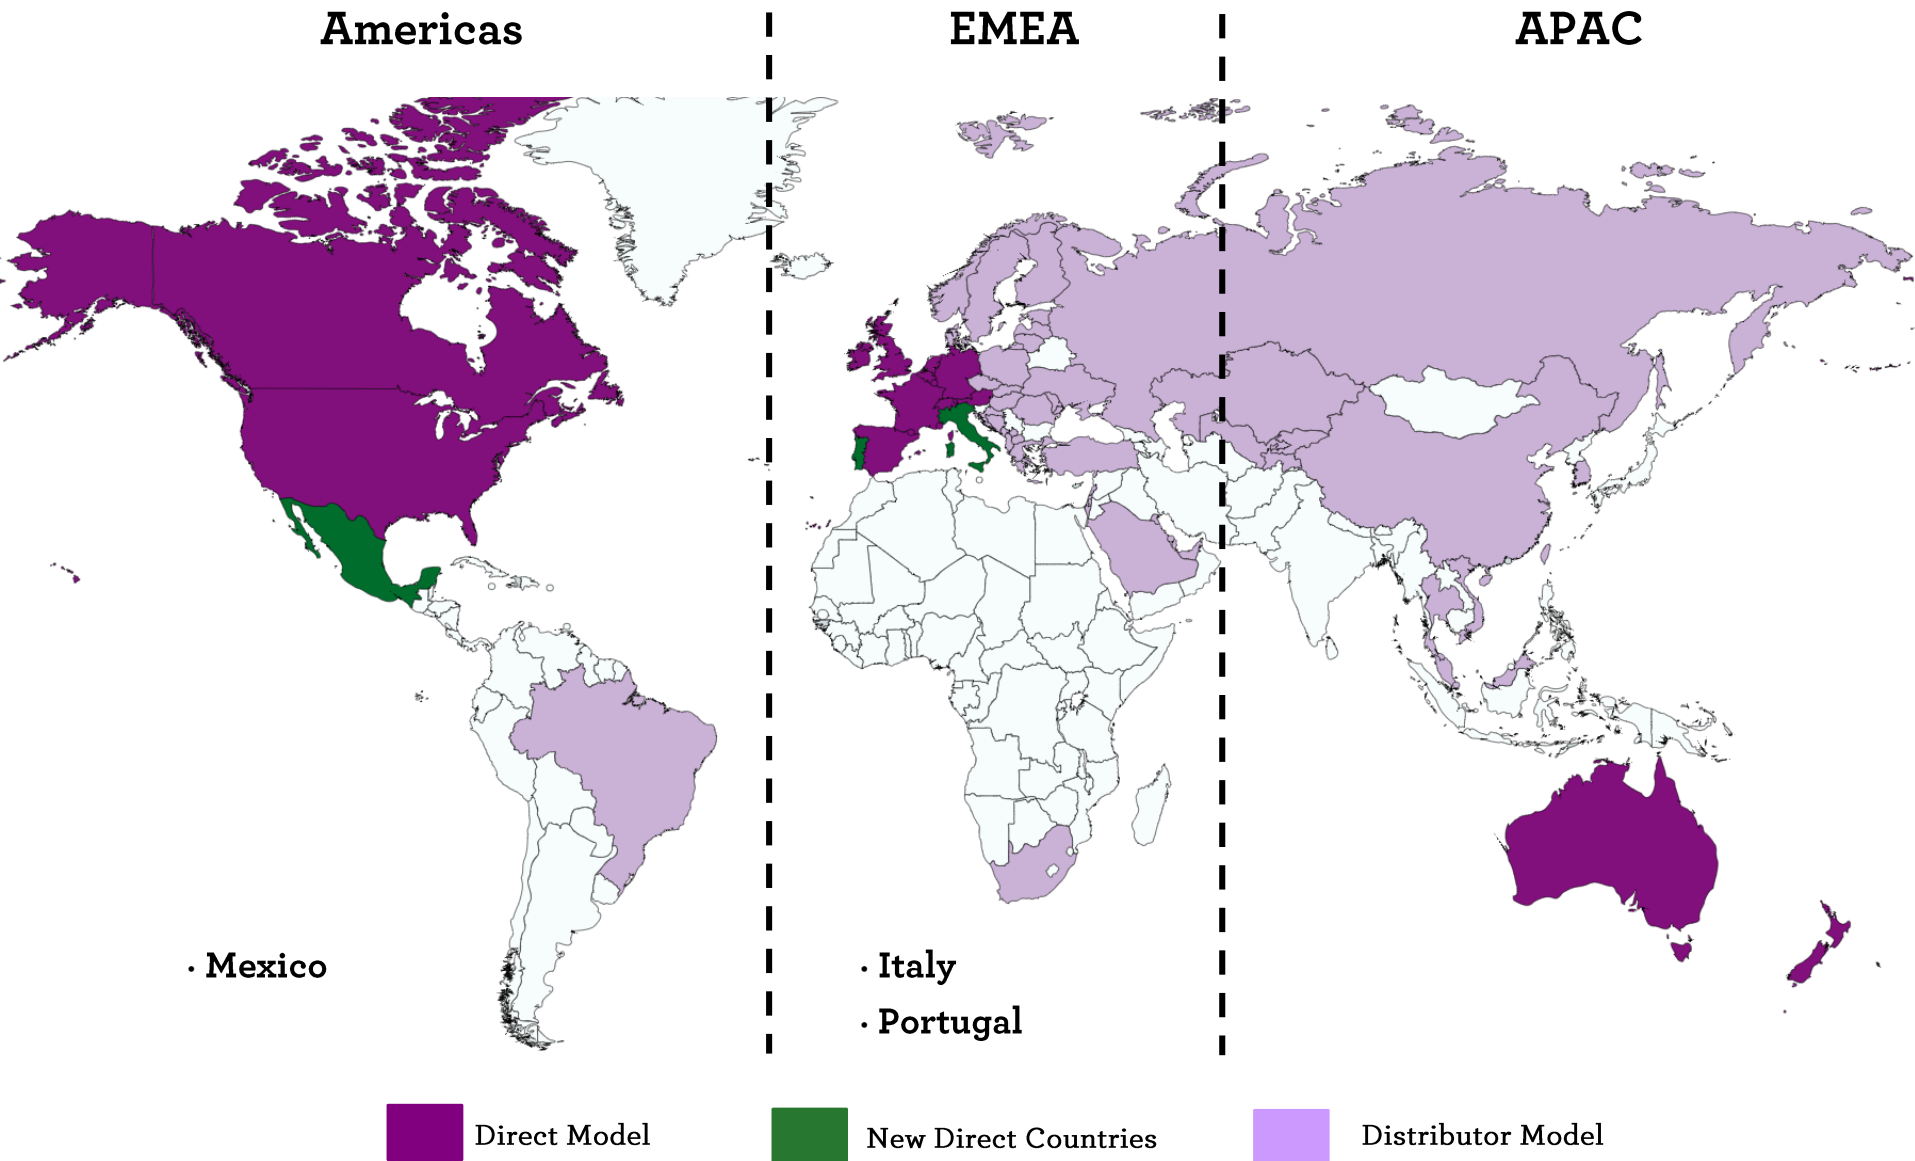 Americas
EMEA
APAC
· Mexico
· Italy
· Portugal
Direct Model
New Direct Countries
Distributor Model